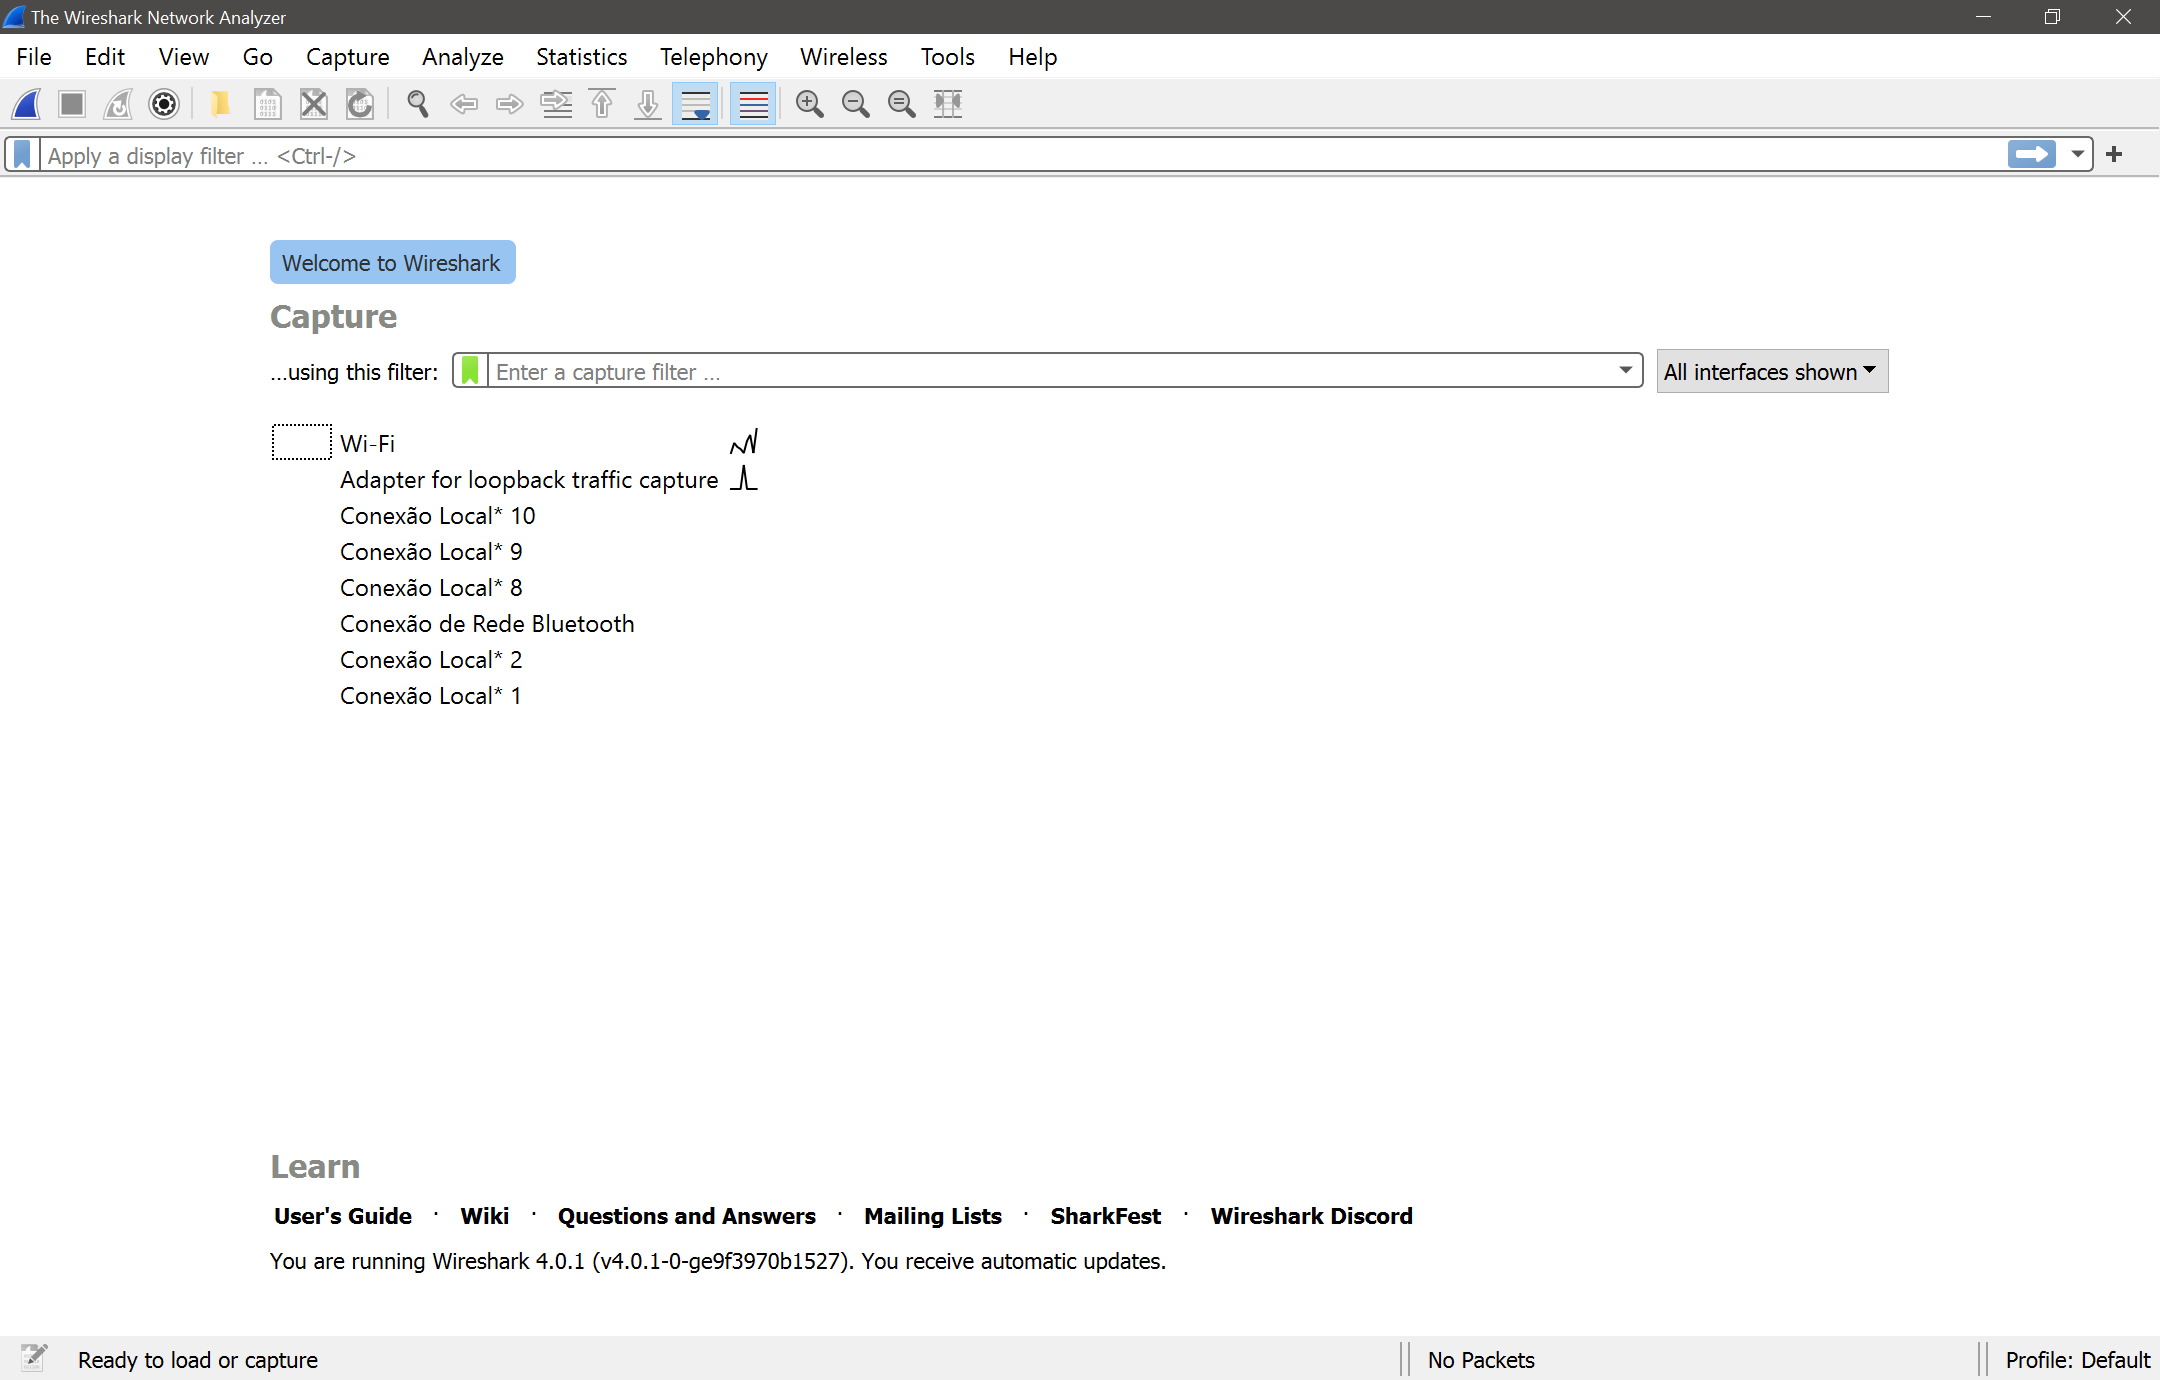 The Wireshark Network Analyzer
File Edit View Go Capture Analyze Statistics Telephony Wireless Tools Help
Apply a display filter ... <Ctrl-/>
Welcome to Wireshark
Capture
...using this filter: Enter a capture filter ... All interfaces shown
Wi-Fi
Adapter for loopback traffic capture
Conexão Local* 10
Conexão Local* 9
Conexão Local* 8
Conexão de Rede Bluetooth
Conexão Local* 2
Conexão Local* 1
Learn
User's Guide · Wiki · Questions and Answers · Mailing Lists · SharkFest · Wireshark Discord
You are running Wireshark 4.0.1 (v4.0.1-0-ge9f3970b1527). You receive automatic updates.
Ready to load or capture No Packets Profile: Default